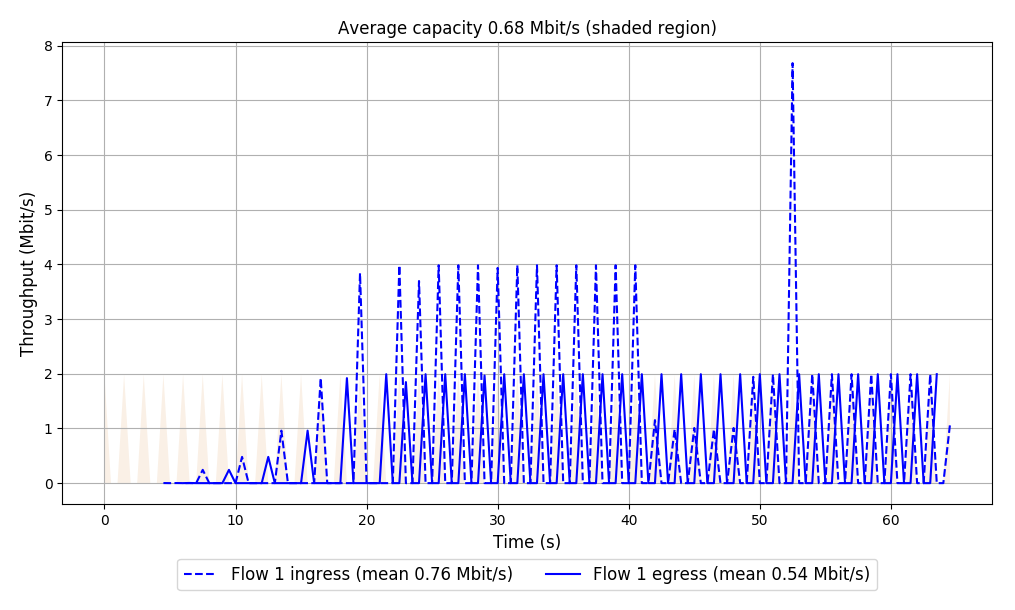 Average capacity 0.68 Mbit/s (shaded region)
8
7
6
5
4
3
2
1
0
Throughput (Mbit/s)
0 10 20 30 40 50 60
Time (s)
Flow 1 ingress (mean 0.76 Mbit/s) Flow 1 egress (mean 0.54 Mbit/s)